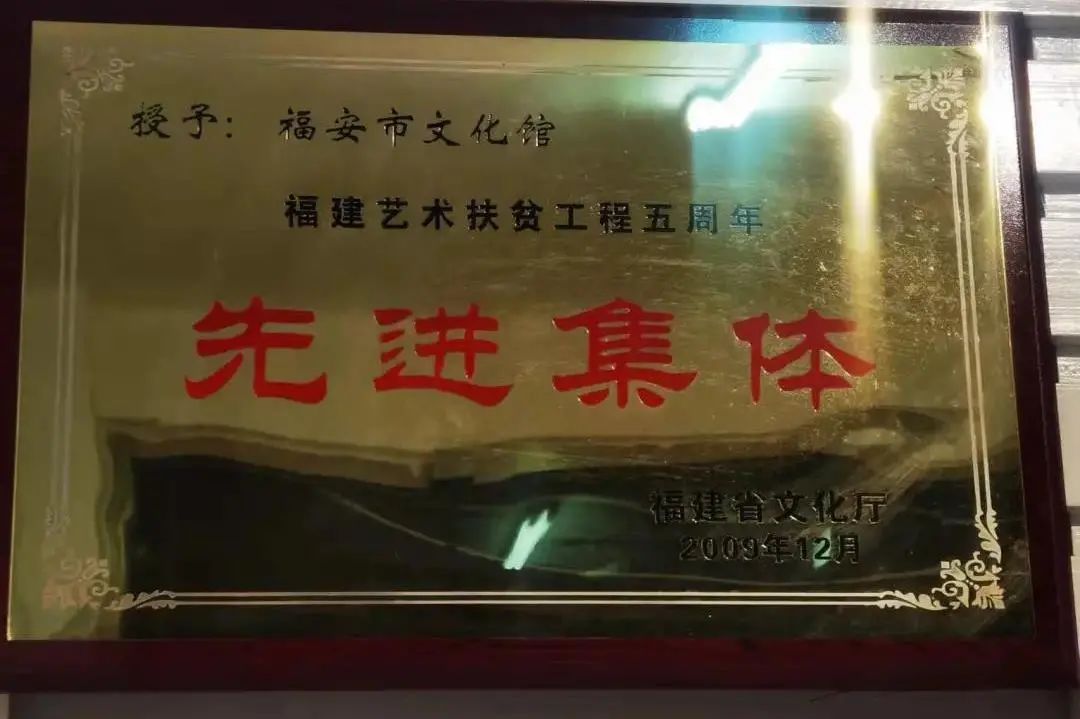 授予：福安市文化馆
福建艺术扶贫工程五周年
先进集体
福建省文化厅
2009年12月